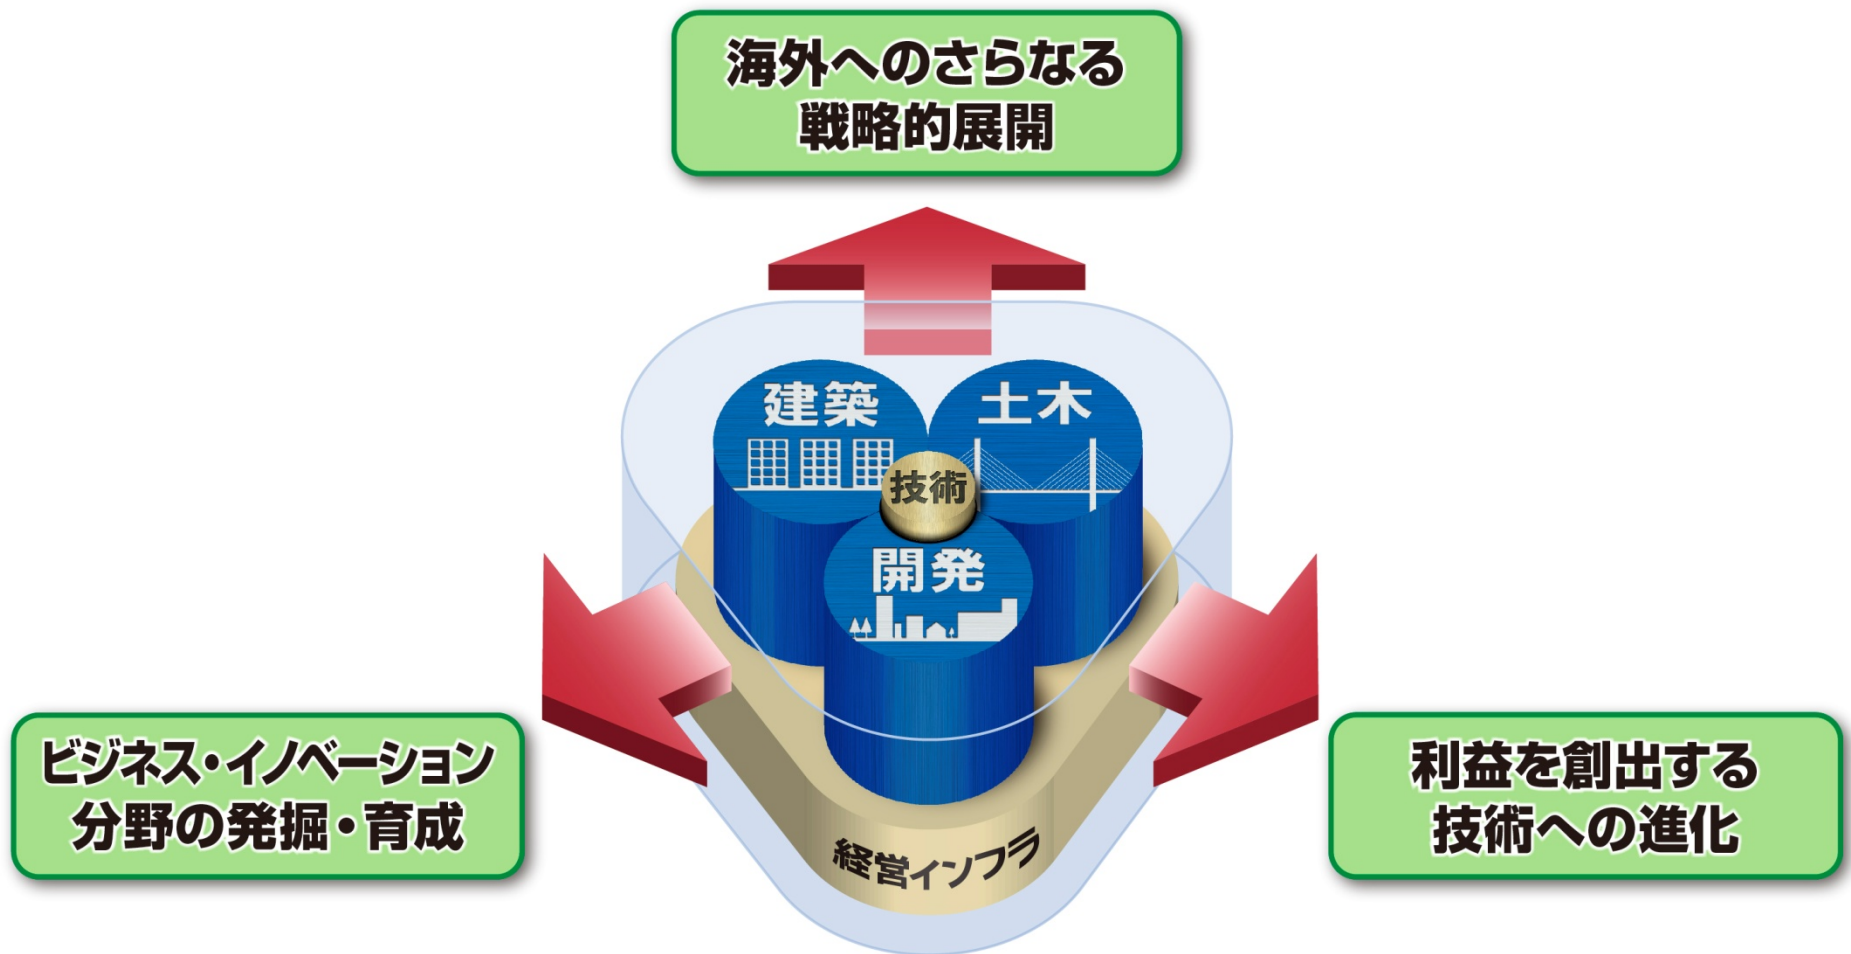 海外へのさらなる
戦略的展開
建築
土木
技術
開発
ビジネス・イノベーション
分野の発掘・育成
利益を創出する
技術への進化
経営インフラ